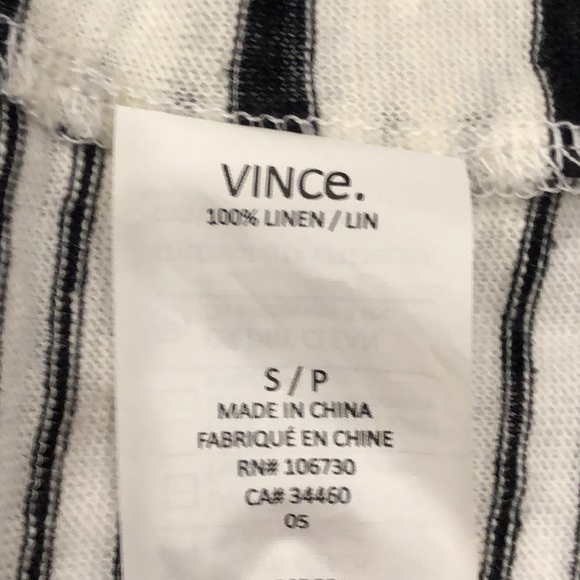 VINCe.
100% LINEN / LIN
S / P
MADE IN CHINA
FABRIQUÉ EN CHINE
RN# 106730
CA# 34460
05